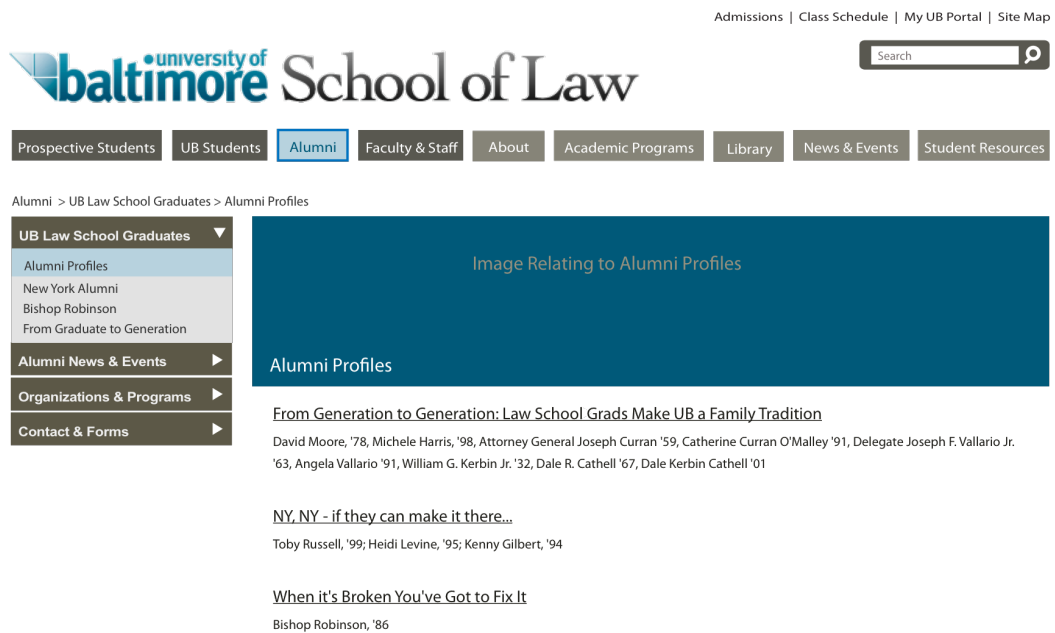 Admissions | Class Schedule | My UB Portal | Site Map
university of
baltimore School of Law
Search
Prospective Students UB Students Alumni Faculty & Staff About Academic Programs Library News & Events Student Resources
Alumni > UB Law School Graduates > Alumni Profiles
UB Law School Graduates
Alumni Profiles
New York Alumni
Bishop Robinson
From Graduate to Generation
Alumni News & Events
Organizations & Programs
Contact & Forms
Image Relating to Alumni Profiles
Alumni Profiles
From Generation to Generation: Law School Grads Make UB a Family Tradition
David Moore, '78, Michele Harris, '98, Attorney General Joseph Curran '59, Catherine Curran O'Malley '91, Delegate Joseph F. Vallario Jr.
'63, Angela Vallario '91, William G. Kerbin Jr. '32, Dale R. Cathell '67, Dale Kerbin Cathell '01
NY, NY - if they can make it there...
Toby Russell, '99; Heidi Levine, '95; Kenny Gilbert, '94
When it's Broken You've Got to Fix It
Bishop Robinson, '86